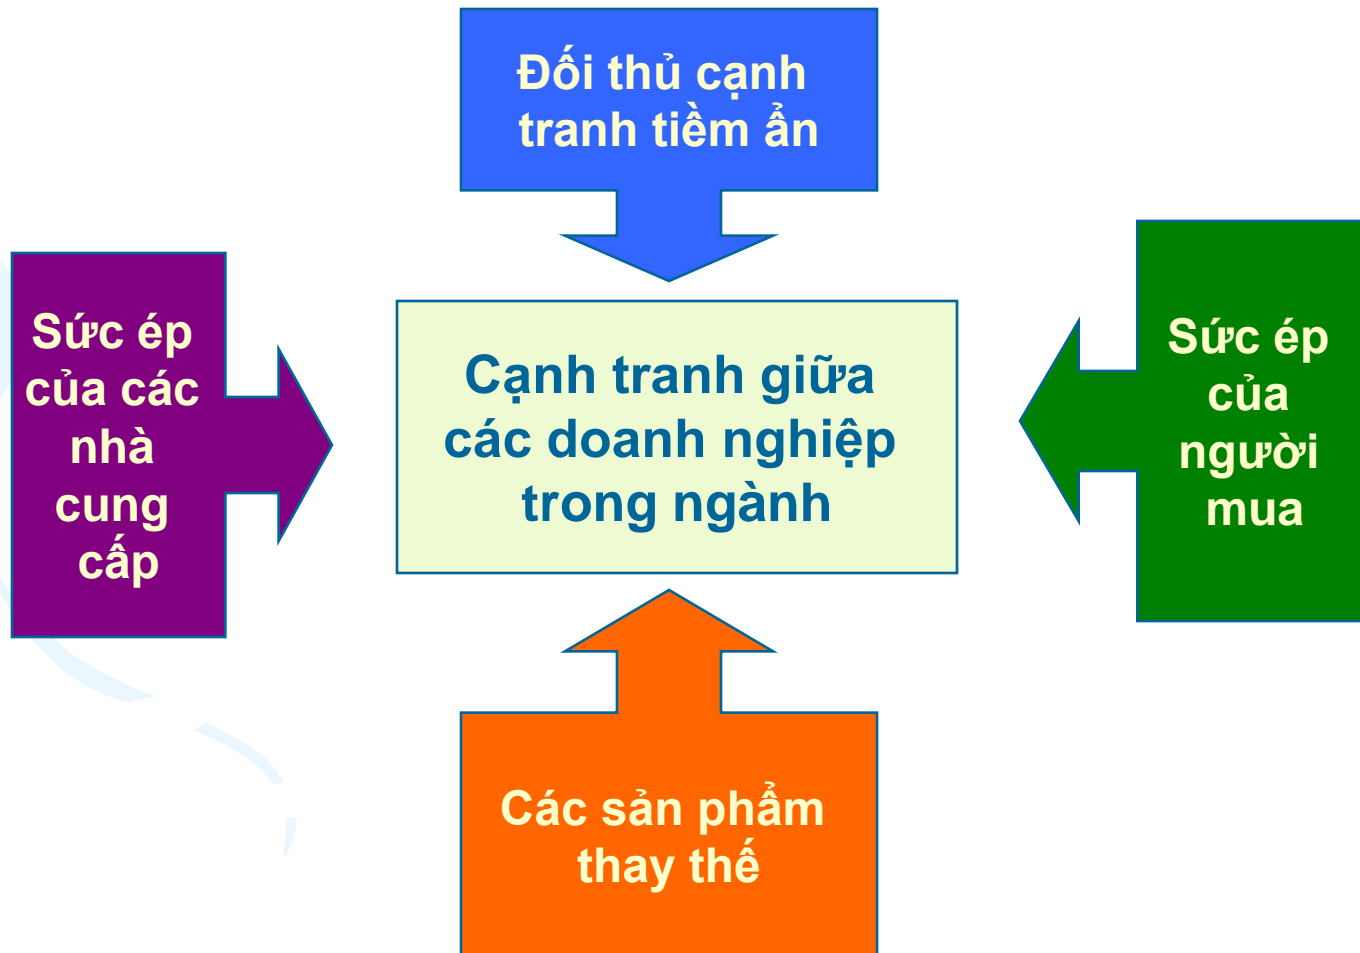 Đối thủ cạnh
tranh tiềm ẩn
Sức ép
của các
nhà
cung
cấp
Cạnh tranh giữa
các doanh nghiệp
trong ngành
Sức ép
của
người
mua
Các sản phẩm
thay thế